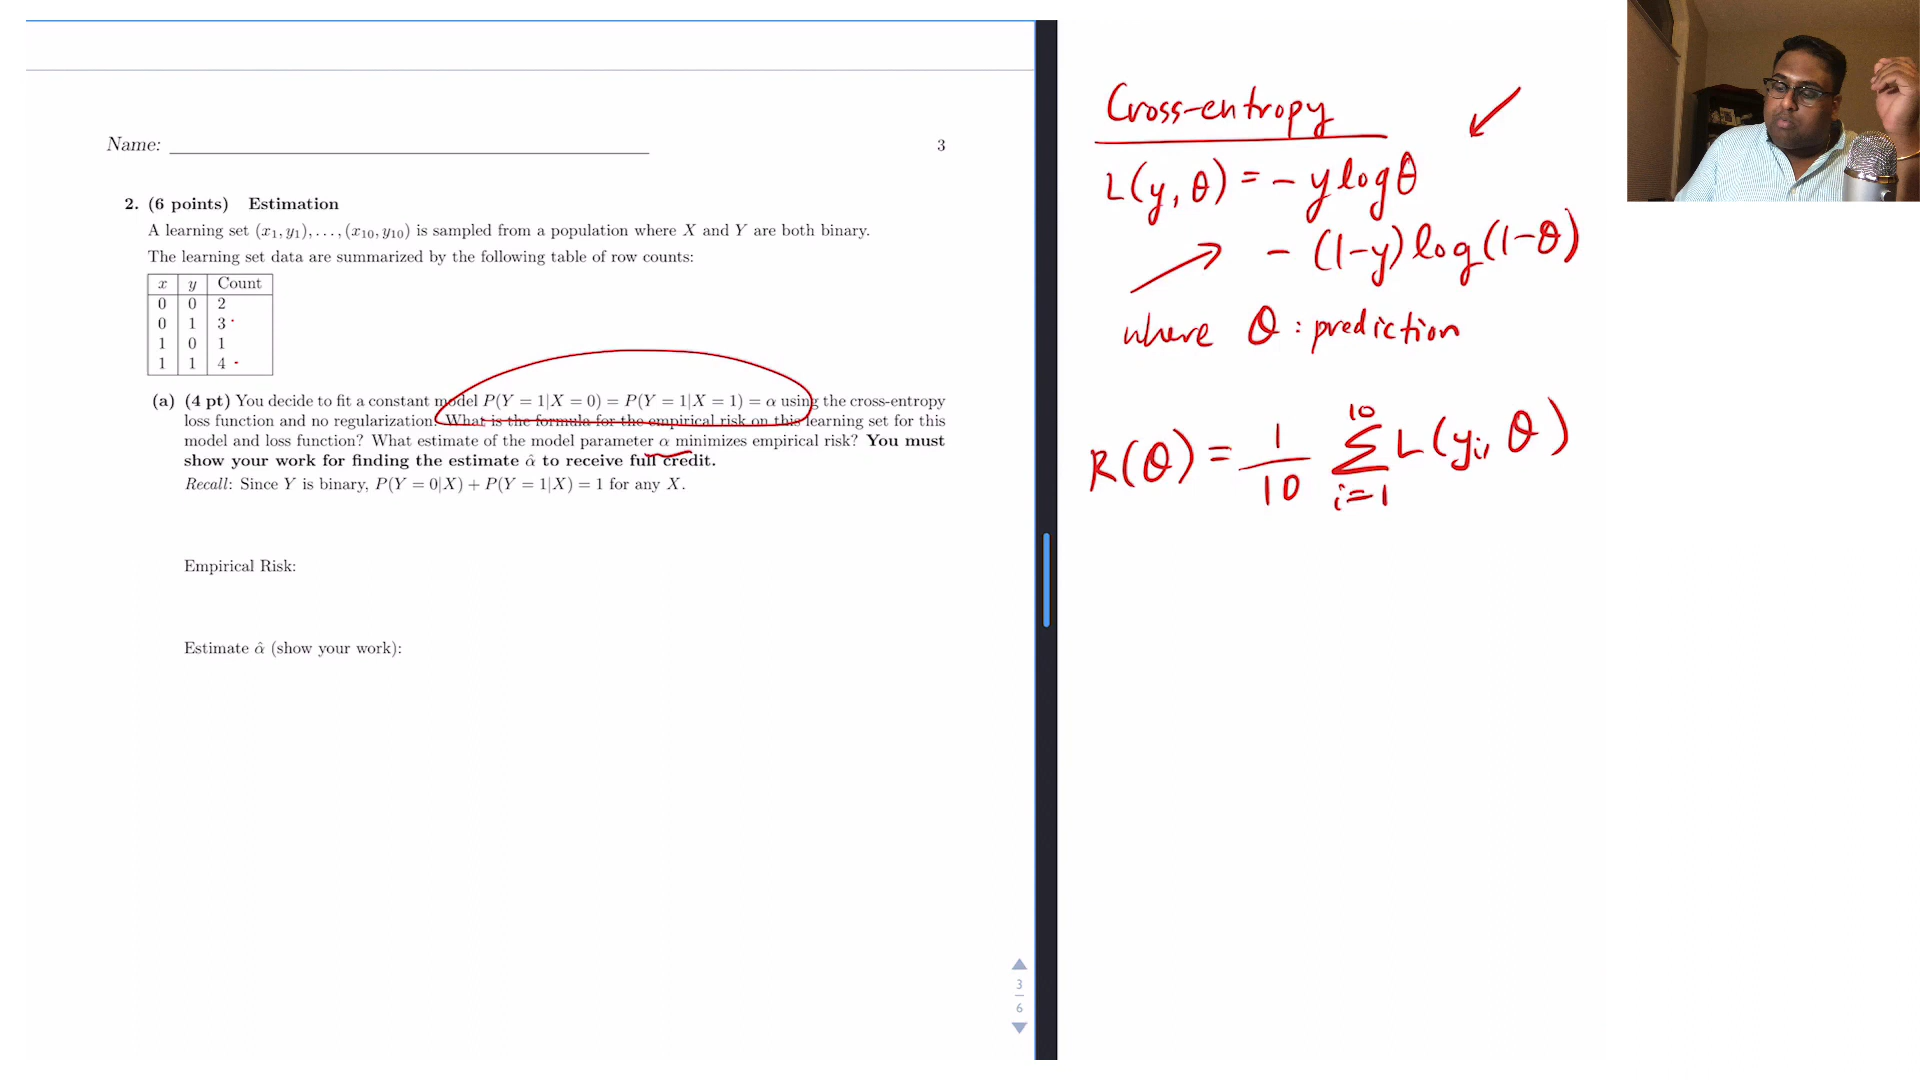 Name:
3
2. (6 points) Estimation
A learning set (x₁, y₁), . . . , (x₁₀, y₁₀) is sampled from a population where X and Y are both binary.
The learning set data are summarized by the following table of row counts:
x y Count
0 0 2
0 1 3
1 0 1
1 1 4
(a) (4 pt) You decide to fit a constant model P(Y = 1|X = 0) = P(Y = 1|X = 1) = α using the cross-entropy
loss function and no regularization. What is the formula for the empirical risk on this learning set for this
model and loss function? What estimate of the model parameter α minimizes empirical risk? You must
show your work for finding the estimate α̂ to receive full credit.
Recall: Since Y is binary, P(Y = 0|X) + P(Y = 1|X) = 1 for any X.
Empirical Risk:
Estimate α̂ (show your work):
3
6
Cross-entropy
L(y, θ) = - y log θ
- (1-y) log (1-θ)
where θ : prediction
R(θ) = 1/10 Σ_{i=1}^{10} L(y_i, θ)